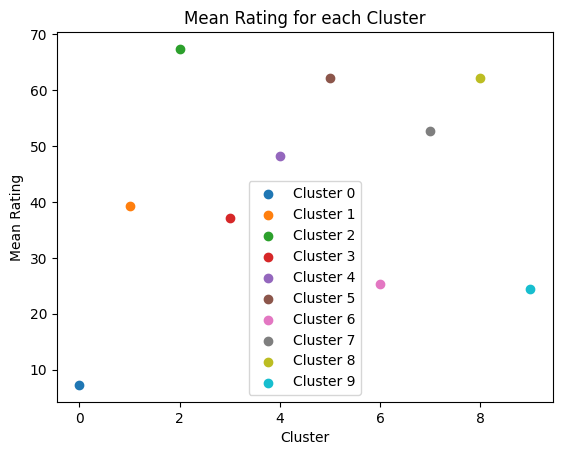 Mean Rating for each Cluster
Mean Rating
70
60
50
40
30
20
10
Cluster 0
Cluster 1
Cluster 2
Cluster 3
Cluster 4
Cluster 5
Cluster 6
Cluster 7
Cluster 8
Cluster 9
0 2 4 6 8
Cluster